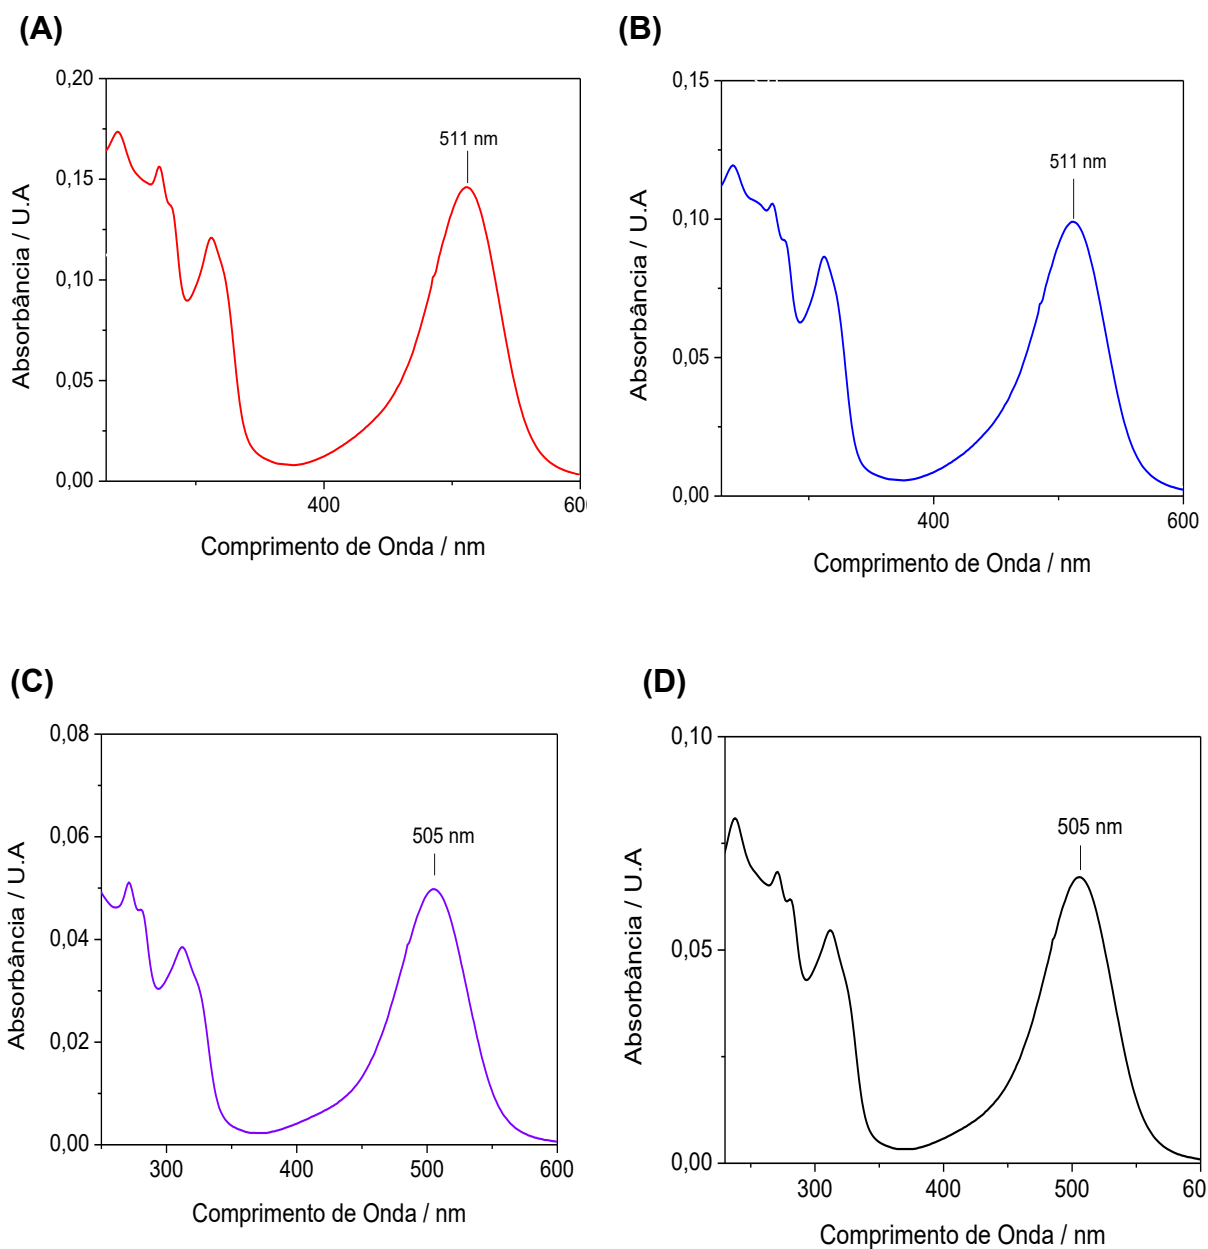 (A)
0,20
0,15
0,10
0,05
0,00
511 nm
400
60
Absorbância / U.A
Comprimento de Onda / nm
(B)
0,15
0,10
0,05
0,00
511 nm
400
600
Absorbância / U.A
Comprimento de Onda / nm
(C)
0,08
0,06
0,04
0,02
0,00
505 nm
300
400
500
600
Absorbância / U.A
Comprimento de Onda / nm
(D)
0,10
0,05
0,00
505 nm
300
400
500
60
Absorbância / U.A
Comprimento de Onda / nm